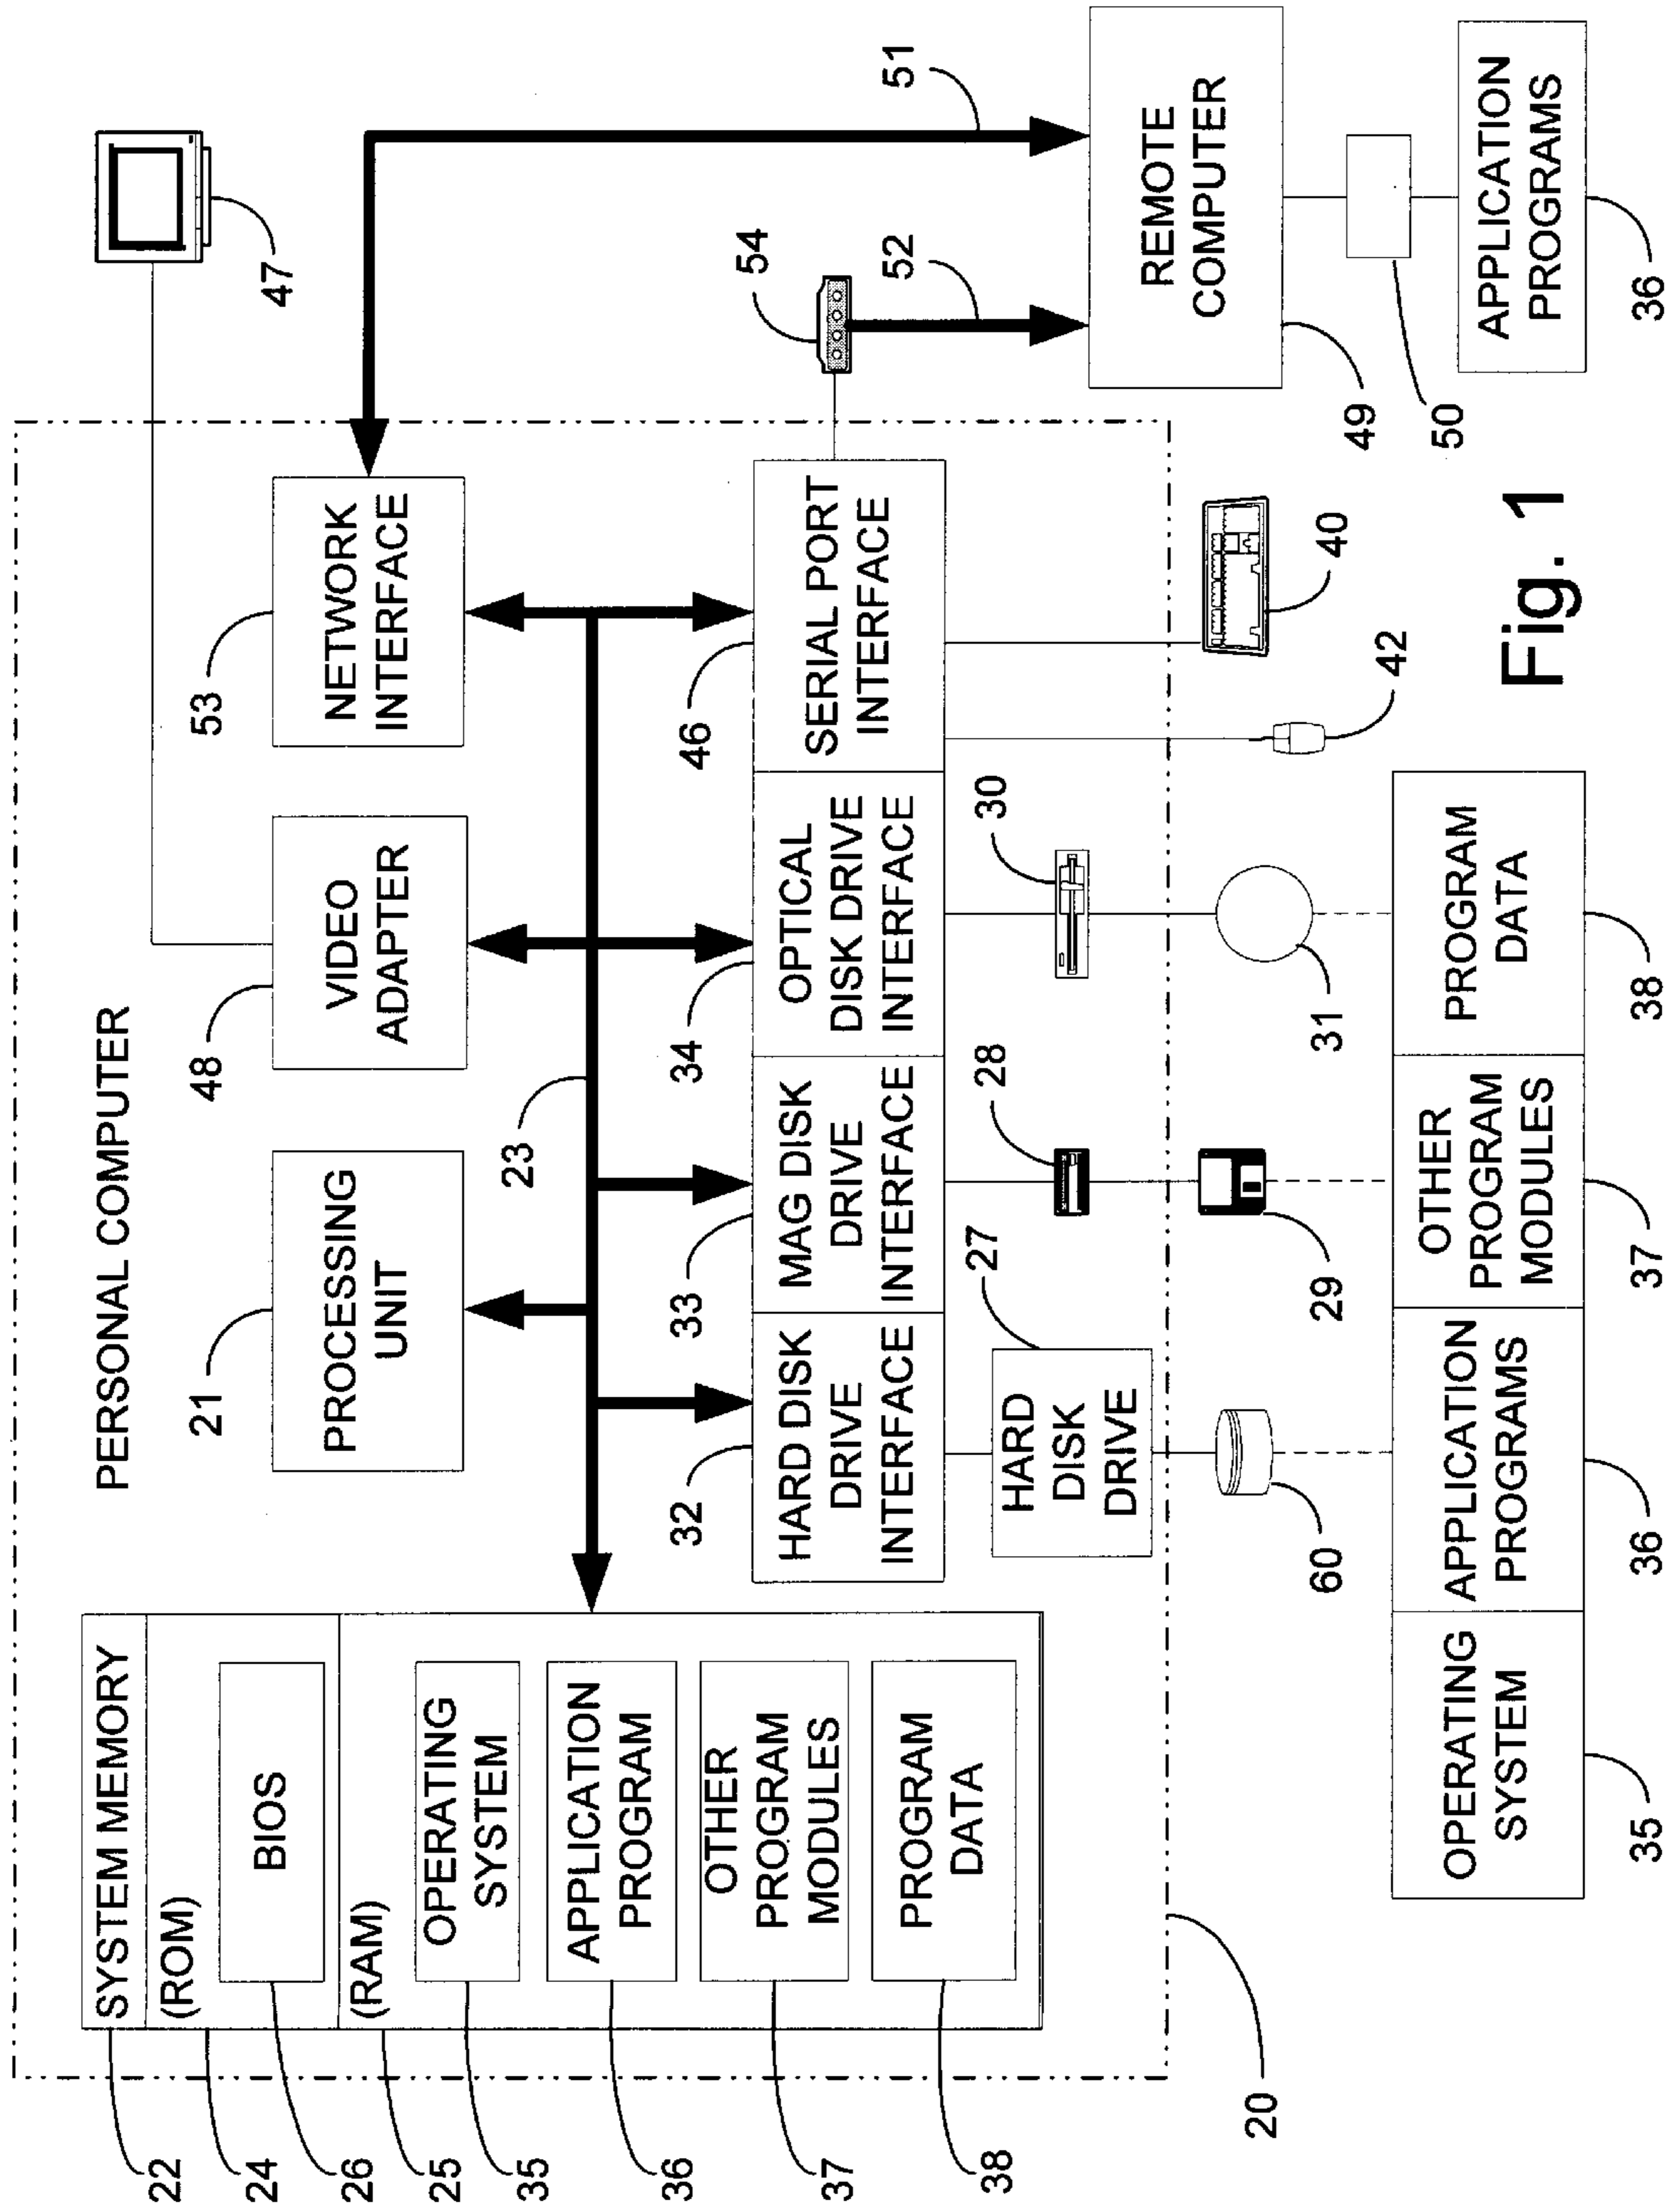 PERSONAL COMPUTER
47
22
SYSTEM MEMORY
24
(ROM)
26
BIOS
25
(RAM)
35
OPERATING
SYSTEM
36
APPLICATION
PROGRAM
37
OTHER
PROGRAM
MODULES
38
PROGRAM
DATA
21
PROCESSING
UNIT
48
VIDEO
ADAPTER
53
NETWORK
INTERFACE
23
32
HARD DISK
DRIVE
INTERFACE
33
MAG DISK
DRIVE
INTERFACE
34
OPTICAL
DISK DRIVE
INTERFACE
46
SERIAL PORT
INTERFACE
54
52
51
27
HARD
DISK
DRIVE
28
30
20
60
29
31
42
40
REMOTE
COMPUTER
49
50
OPERATING
SYSTEM
35
APPLICATION
PROGRAMS
36
OTHER
PROGRAM
MODULES
37
PROGRAM
DATA
38
APPLICATION
PROGRAMS
36
Fig. 1